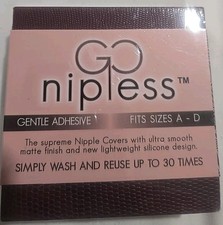 GO
nipless™
GENTLE ADHESIVE FITS SIZES A - D
The supreme Nipple Covers with ultra smooth
matte finish and new lightweight silicone design.
SIMPLY WASH AND REUSE UP TO 30 TIMES